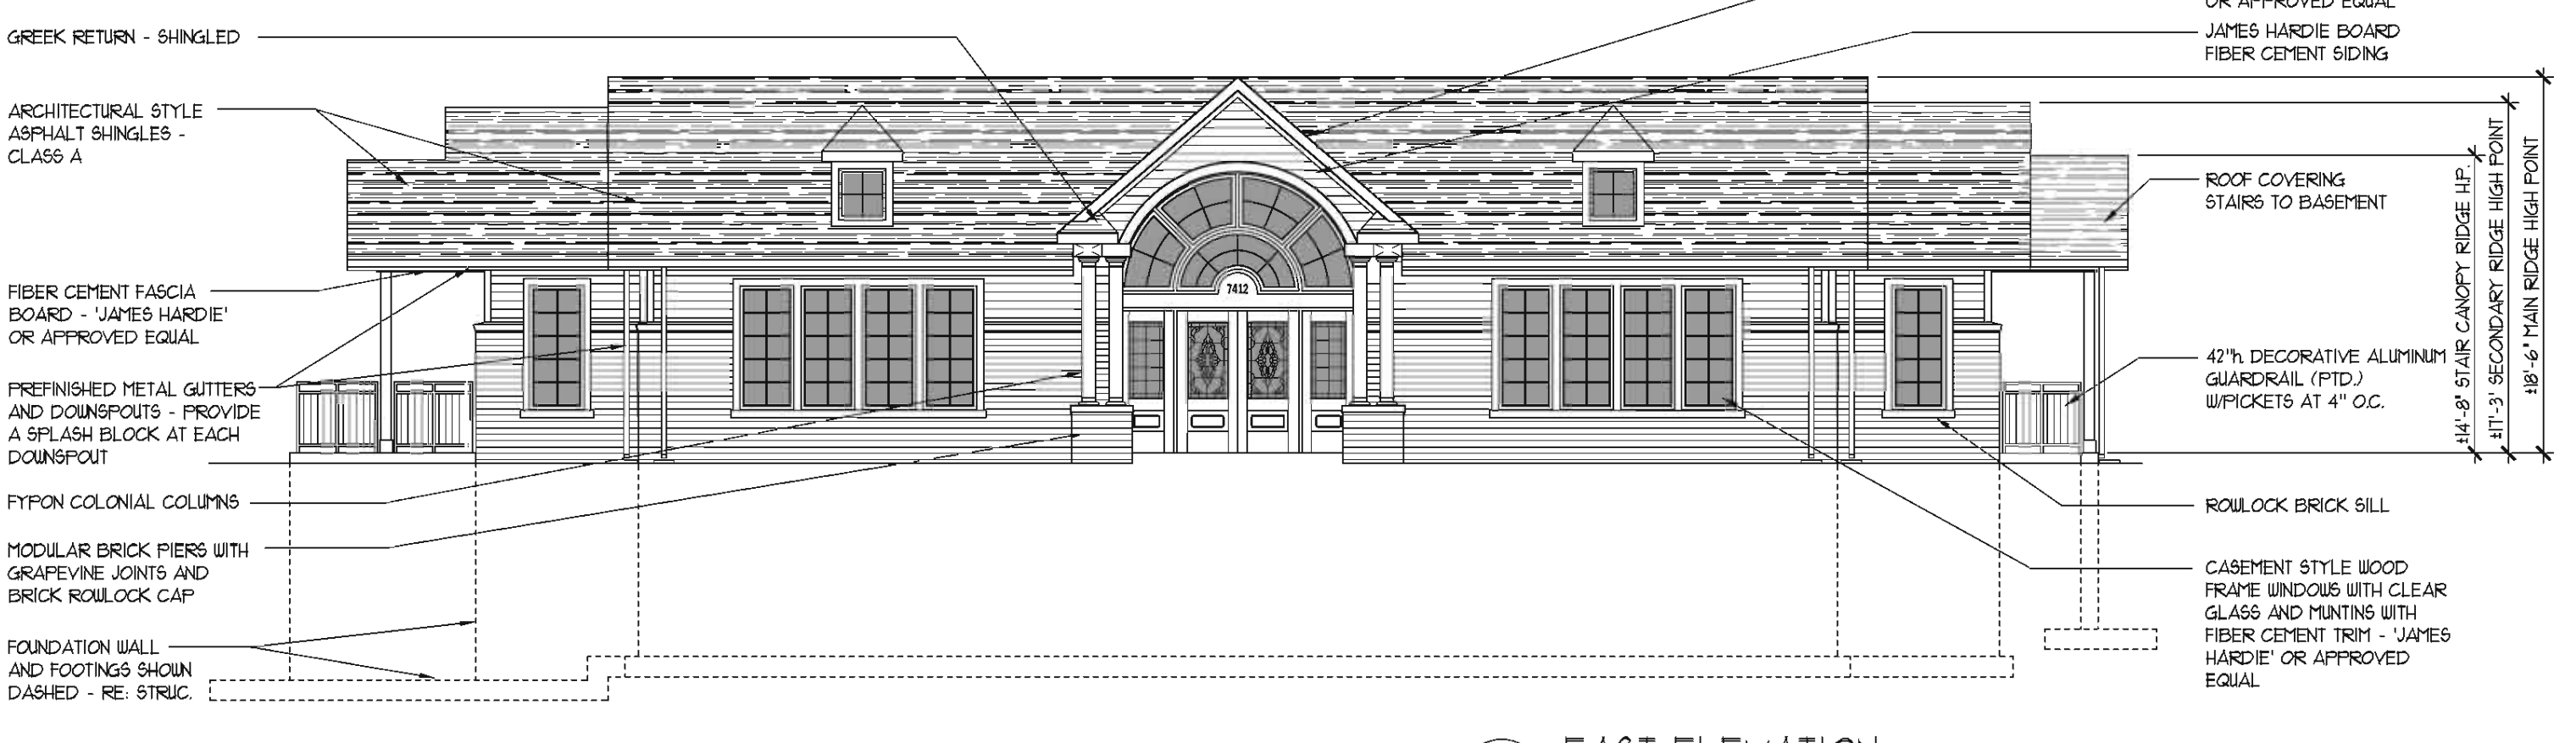 GREEK RETURN - SHINGLED
ARCHITECTURAL STYLE
ASPHALT SHINGLES -
CLASS A
FIBER CEMENT FASCIA
BOARD - 'JAMES HARDIE'
OR APPROVED EQUAL
PREFINISHED METAL GUTTERS
AND DOWNSPOUTS - PROVIDE
A SPLASH BLOCK AT EACH
DOWNSPOUT
FYPON COLONIAL COLUMNS
MODULAR BRICK PIERS WITH
GRAPEVINE JOINTS AND
BRICK ROWLOCK CAP
FOUNDATION WALL
AND FOOTINGS SHOWN
DASHED - RE: STRUC.
7412
OR APPROVED EQUAL
JAMES HARDIE BOARD
FIBER CEMENT SIDING
ROOF COVERING
STAIRS TO BASEMENT
42"h DECORATIVE ALUMINUM
GUARDRAIL (PTD.)
W/PICKETS AT 4" O.C.
ROWLOCK BRICK SILL
CASEMENT STYLE WOOD
FRAME WINDOWS WITH CLEAR
GLASS AND MUNTINS WITH
FIBER CEMENT TRIM - 'JAMES
HARDIE' OR APPROVED
EQUAL
±14'-8" STAIR CANOPY RIDGE H.P.
±17'-3" SECONDARY RIDGE HIGH POINT
±18'-6" MAIN RIDGE HIGH POINT
EAST ELEVATION